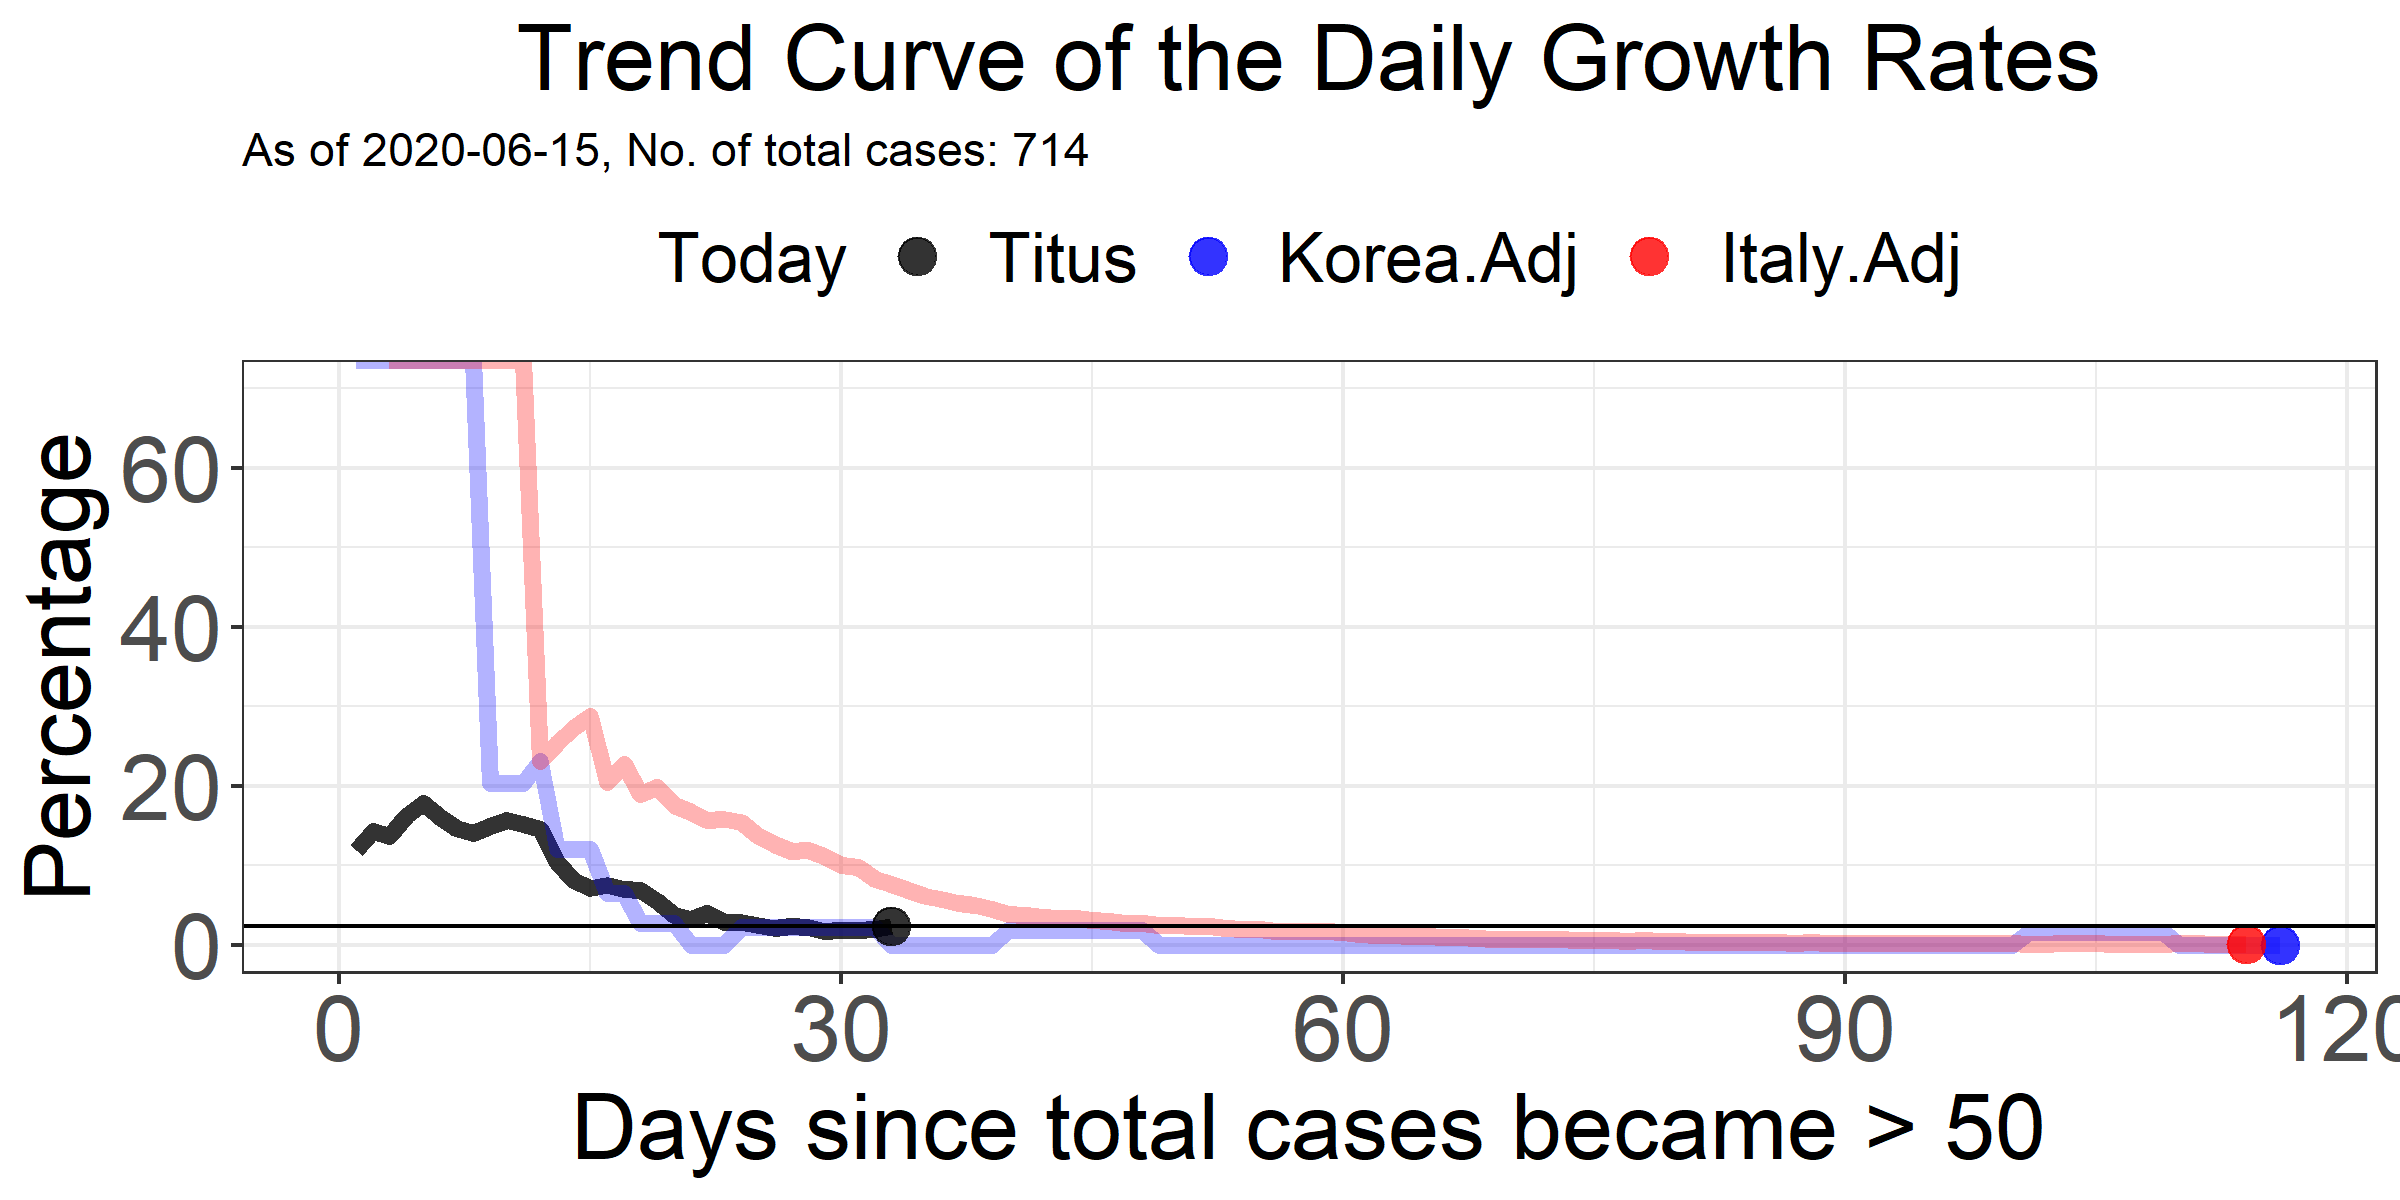 Trend Curve of the Daily Growth Rates
As of 2020-06-15, No. of total cases: 714
Today Titus Korea.Adj Italy.Adj
Percentage
60
40
20
0
0 30 60 90 120
Days since total cases became > 50